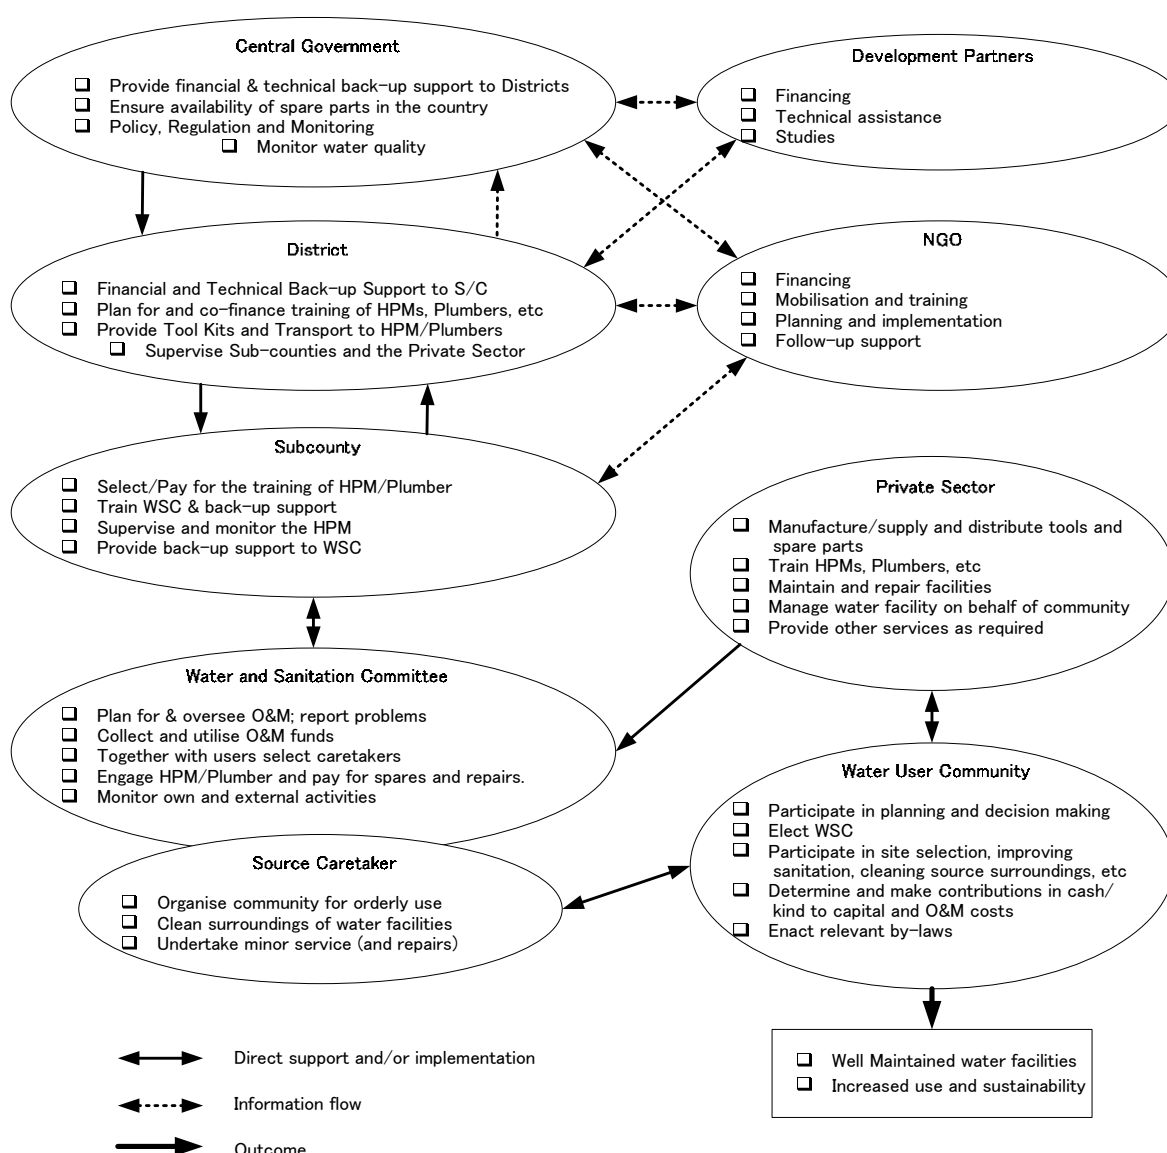 Central Government
Provide financial & technical back-up support to Districts
Ensure availability of spare parts in the country
Policy, Regulation and Monitoring
Monitor water quality
Development Partners
Financing
Technical assistance
Studies
District
Financial and Technical Back-up Support to S/C
Plan for and co-finance training of HPMs, Plumbers, etc
Provide Tool Kits and Transport to HPM/Plumbers
Supervise Sub-counties and the Private Sector
NGO
Financing
Mobilisation and training
Planning and implementation
Follow-up support
Subcounty
Select/Pay for the training of HPM/Plumber
Train WSC & back-up support
Supervise and monitor the HPM
Provide back-up support to WSC
Private Sector
Manufacture/supply and distribute tools and
spare parts
Train HPMs, Plumbers, etc
Maintain and repair facilities
Manage water facility on behalf of community
Provide other services as required
Water and Sanitation Committee
Plan for & oversee O&M; report problems
Collect and utilise O&M funds
Together with users select caretakers
Engage HPM/Plumber and pay for spares and repairs.
Monitor own and external activities
Water User Community
Participate in planning and decision making
Elect WSC
Participate in site selection, improving
sanitation, cleaning source surroundings, etc
Determine and make contributions in cash/
kind to capital and O&M costs
Enact relevant by-laws
Source Caretaker
Organise community for orderly use
Clean surroundings of water facilities
Undertake minor service (and repairs)
Well Maintained water facilities
Increased use and sustainability
Direct support and/or implementation
Information flow
Outcome